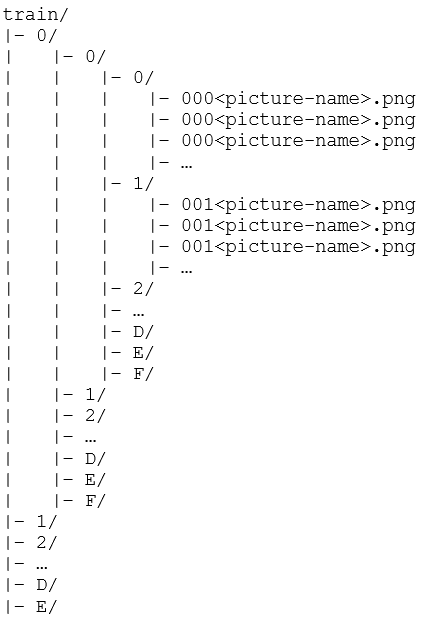 train/
|– 0/
|   |– 0/
|   |   |– 0/
|   |   |   |– 000<picture-name>.png
|   |   |   |– 000<picture-name>.png
|   |   |   |– 000<picture-name>.png
|   |   |   |– …
|   |   |– 1/
|   |   |   |– 001<picture-name>.png
|   |   |   |– 001<picture-name>.png
|   |   |   |– 001<picture-name>.png
|   |   |   |– …
|   |   |– 2/
|   |   |– …
|   |   |– D/
|   |   |– E/
|   |   |– F/
|   |– 1/
|   |– 2/
|   |– …
|   |– D/
|   |– E/
|   |– F/
|– 1/
|– 2/
|– …
|– D/
|– E/